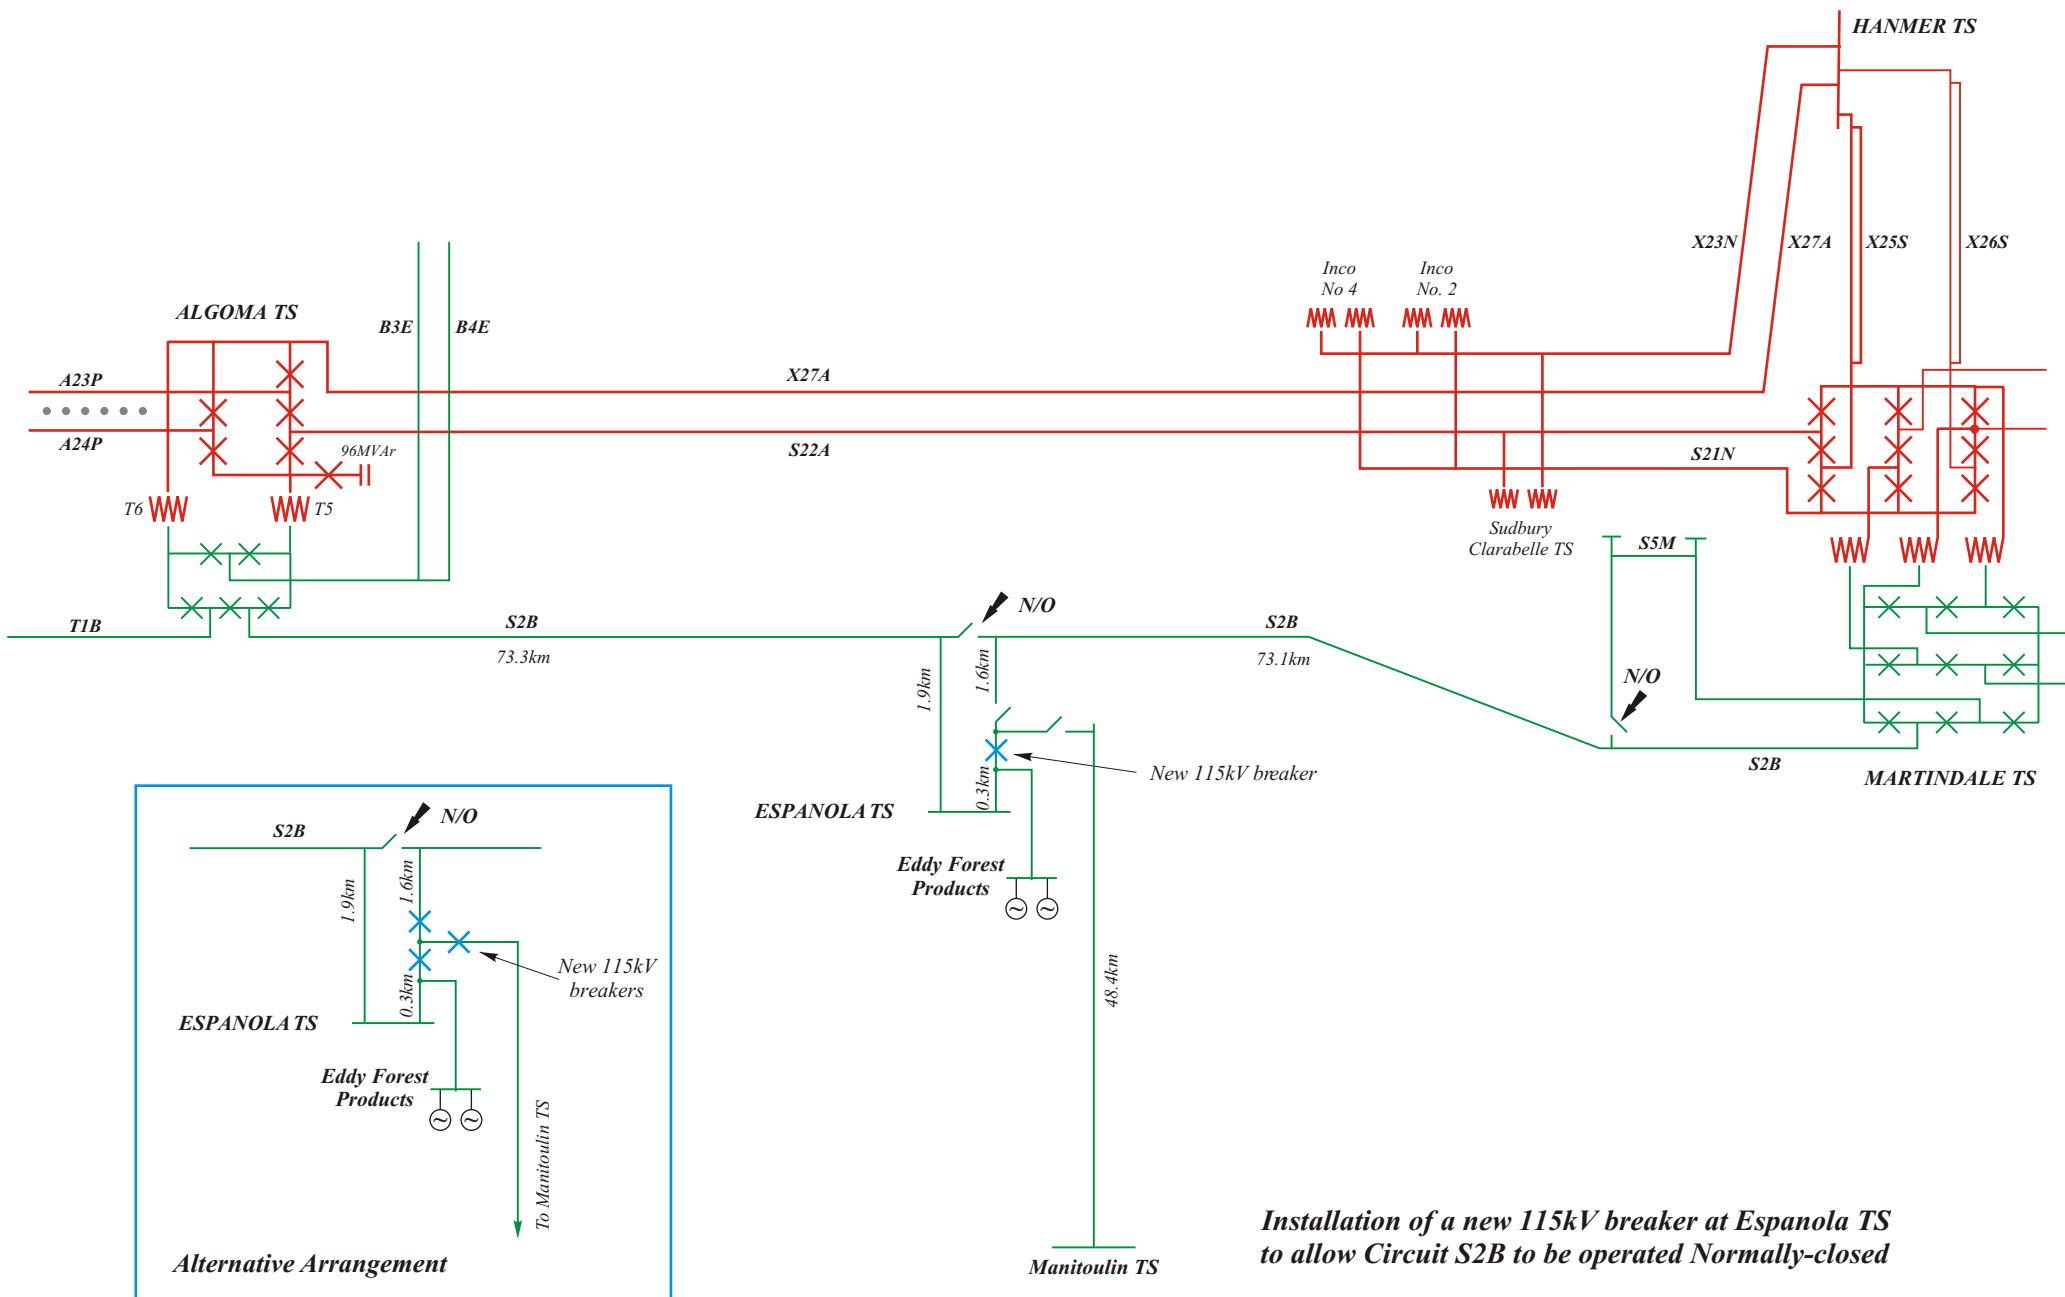 HANMER TS
X23N
X27A
X25S
X26S
Inco
No 4
Inco
No. 2
ALGOMA TS
B3E
B4E
A23P
X27A
A24P
96MVAr
S22A
S21N
T6
T5
Sudbury
Clarabelle TS
S5M
N/O
T1B
S2B
S2B
73.3km
73.1km
1.9km
1.6km
N/O
New 115kV breaker
S2B
MARTINDALE TS
0.3km
ESPANOLA TS
Eddy Forest
Products
48.4km
Manitoulin TS
N/O
S2B
1.6km
1.9km
New 115kV
breakers
0.3km
ESPANOLA TS
Eddy Forest
Products
To Manitoulin TS
Alternative Arrangement
Installation of a new 115kV breaker at Espanola TS
to allow Circuit S2B to be operated Normally-closed